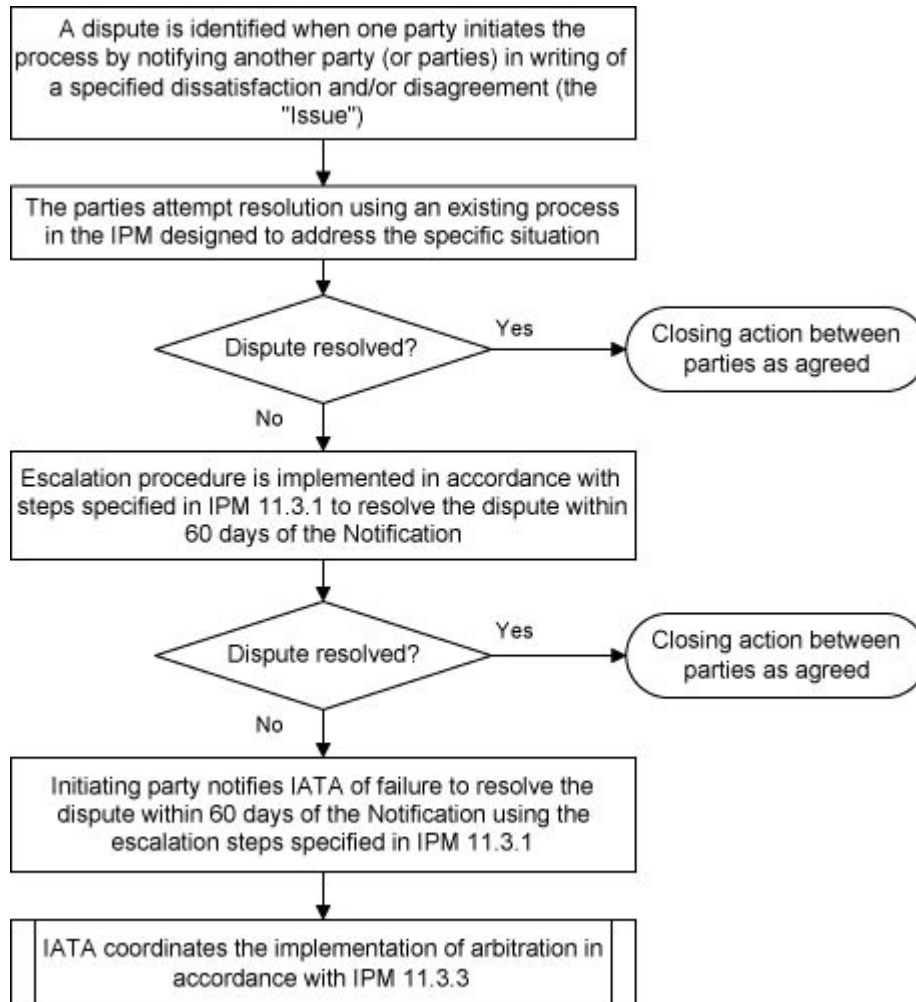 A dispute is identified when one party initiates the
process by notifying another party (or parties) in writing of
a specified dissatisfaction and/or disagreement (the
"Issue")
The parties attempt resolution using an existing process
in the IPM designed to address the specific situation
Dispute resolved?
Yes
Closing action between
parties as agreed
No
Escalation procedure is implemented in accordance with
steps specified in IPM 11.3.1 to resolve the dispute within
60 days of the Notification
Dispute resolved?
Yes
Closing action between
parties as agreed
No
Initiating party notifies IATA of failure to resolve the
dispute within 60 days of the Notification using the
escalation steps specified in IPM 11.3.1
IATA coordinates the implementation of arbitration in
accordance with IPM 11.3.3